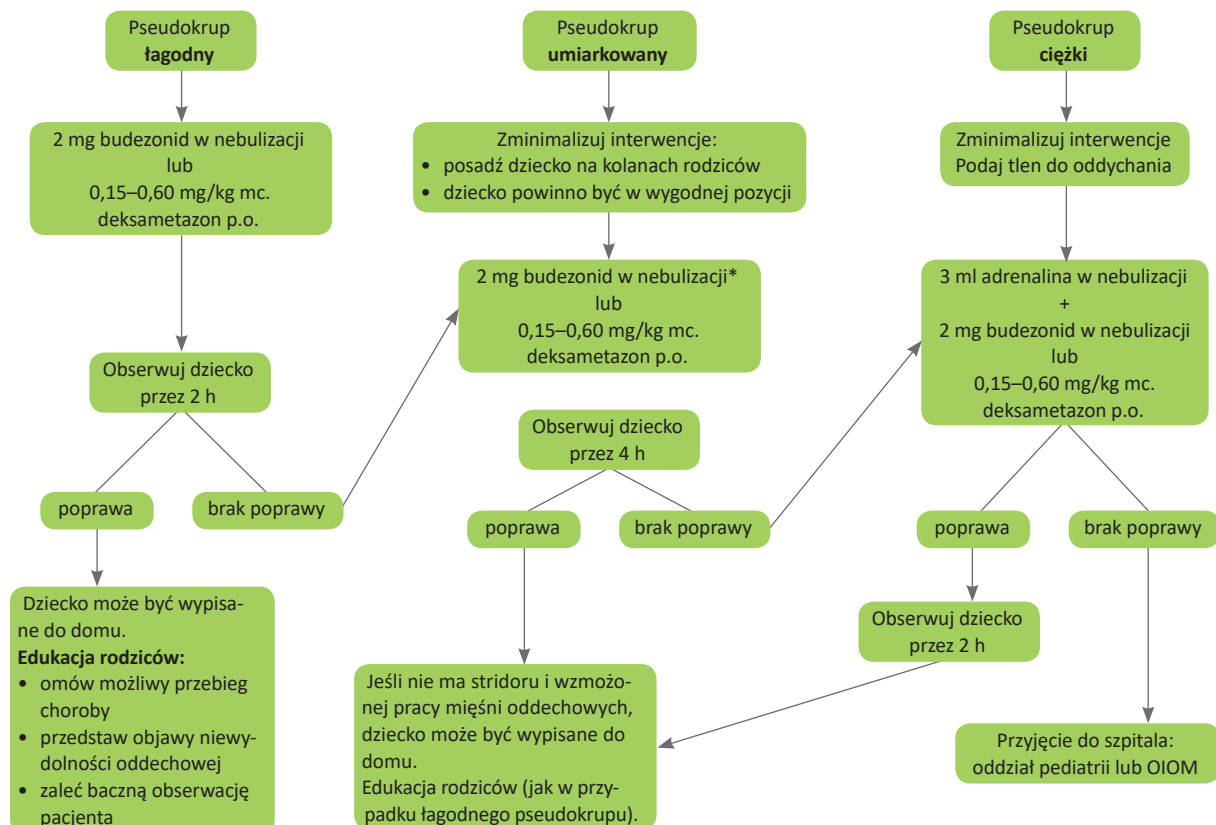 Pseudokrup
łagodny
2 mg budezonid w nebulizacji
lub
0,15–0,60 mg/kg mc.
deksametazon p.o.
Obserwuj dziecko
przez 2 h
poprawa
brak poprawy
Dziecko może być wypisa-
ne do domu.
Edukacja rodziców:
• omów możliwy przebieg
choroby
• przedstaw objawy niewy-
dolności oddechowej
• zaleć baczną obserwację
pacjenta
Pseudokrup
umiarkowany
Zminimalizuj interwencje:
• posadź dziecko na kolanach rodziców
• dziecko powinno być w wygodnej pozycji
2 mg budezonid w nebulizacji*
lub
0,15–0,60 mg/kg mc.
deksametazon p.o.
Obserwuj dziecko
przez 4 h
poprawa
brak poprawy
Jeśli nie ma stridoru i wzmożo-
nej pracy mięśni oddechowych,
dziecko może być wypisane do
domu.
Edukacja rodziców (jak w przy-
padku łagodnego pseudokrupu).
Pseudokrup
ciężki
Zminimalizuj interwencje
Podaj tlen do oddychania
3 ml adrenalina w nebulizacji
+
2 mg budezonid w nebulizacji
lub
0,15–0,60 mg/kg mc.
deksametazon p.o.
poprawa
brak poprawy
Obserwuj dziecko
przez 2 h
Przyjęcie do szpitala:
oddział pediatrii lub OIOM